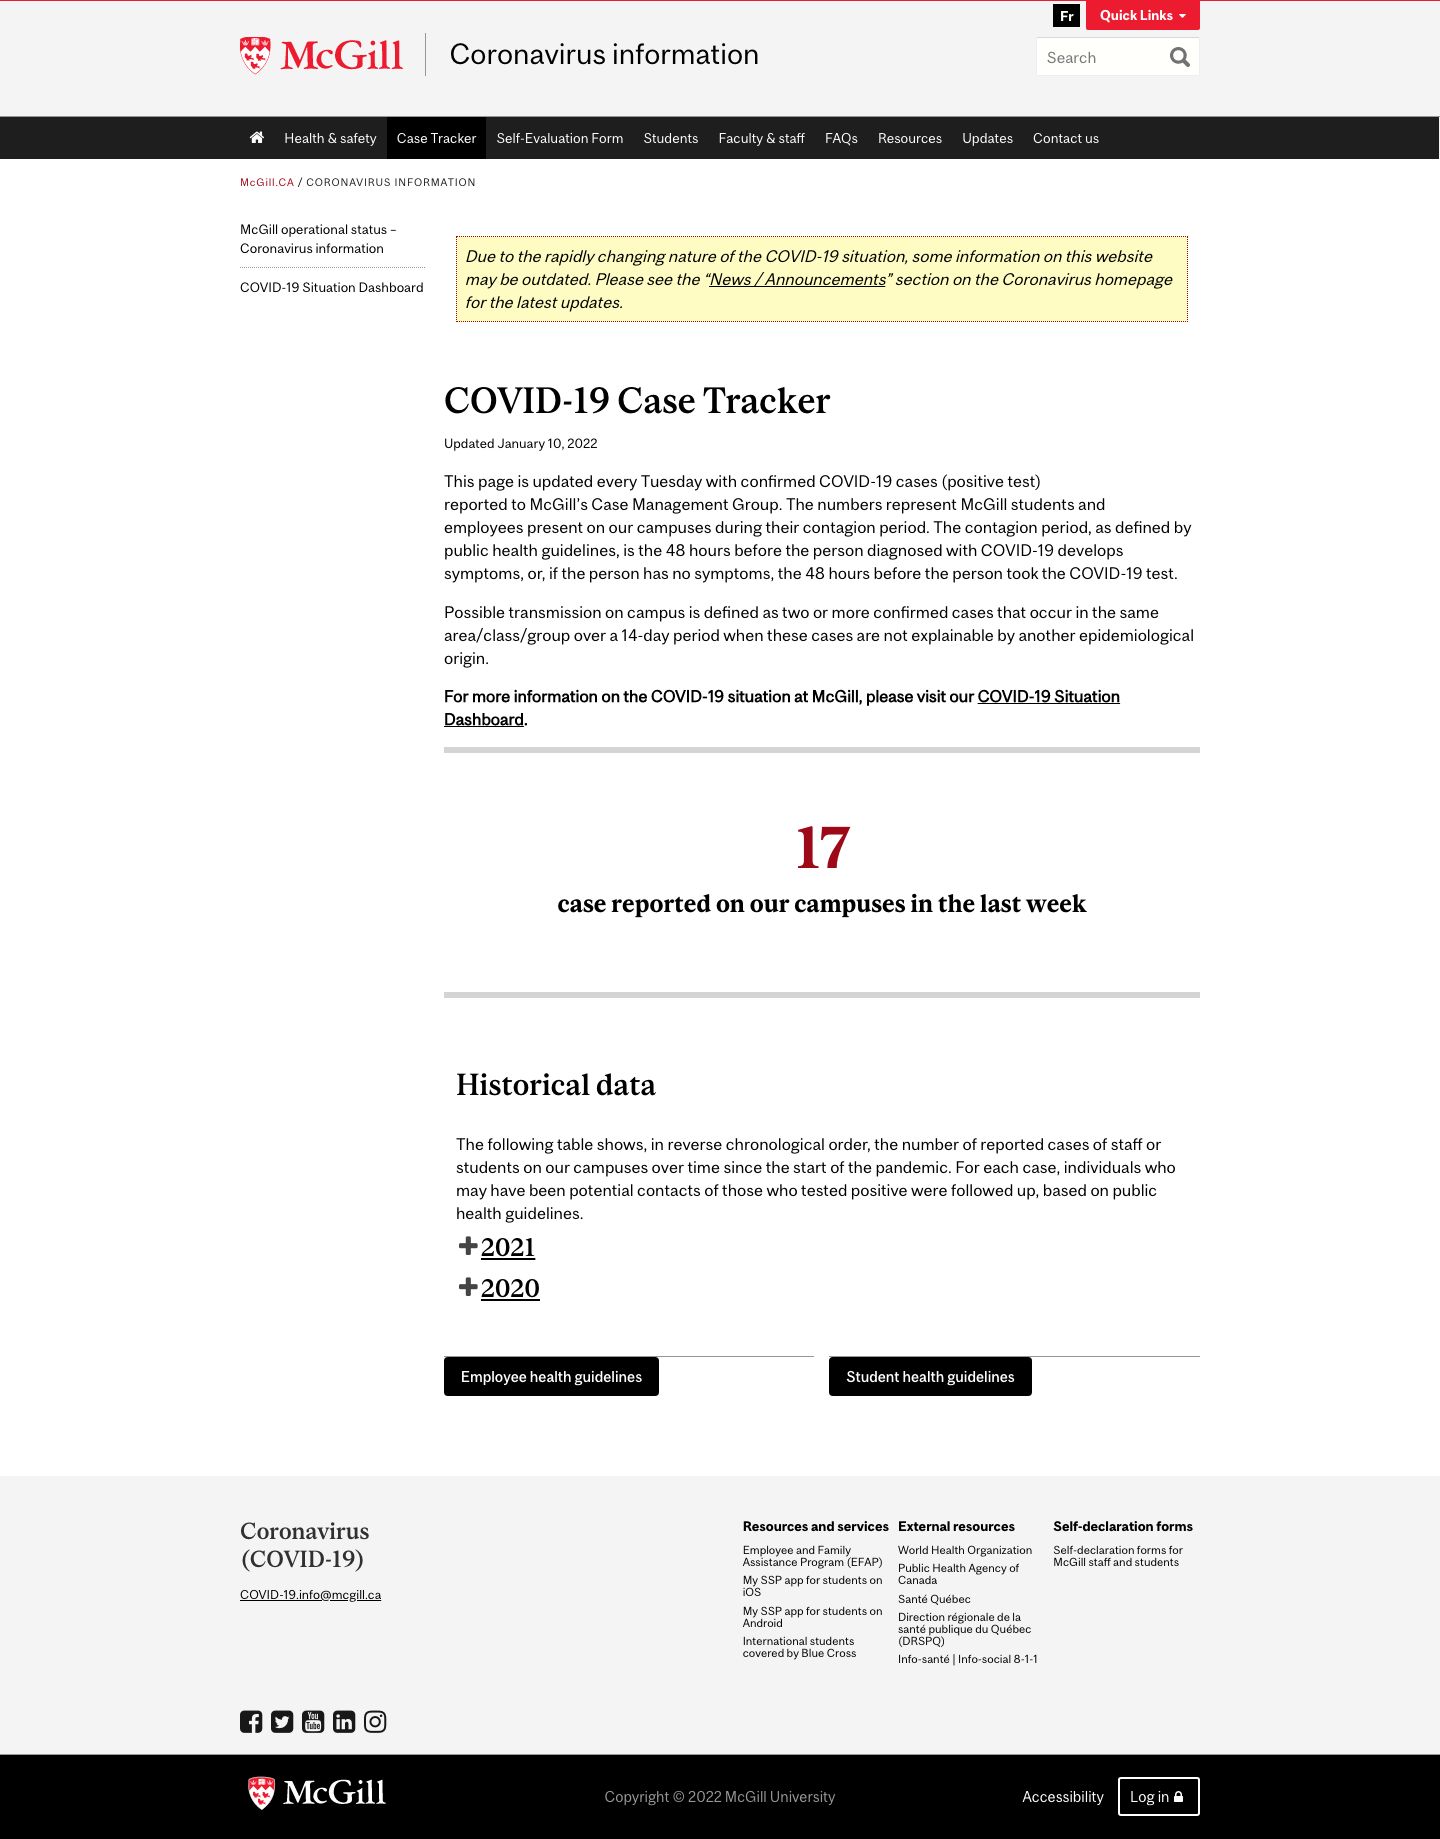 Fr
Quick Links
McGill
Coronavirus information
Search
Health & safety
Case Tracker
Self-Evaluation Form
Students
Faculty & staff
FAQs
Resources
Updates
Contact us
McGill.CA / CORONAVIRUS INFORMATION
McGill operational status –
Coronavirus information
COVID-19 Situation Dashboard
Due to the rapidly changing nature of the COVID-19 situation, some information on this website
may be outdated. Please see the “News / Announcements” section on the Coronavirus homepage
for the latest updates.
COVID-19 Case Tracker
Updated January 10, 2022
This page is updated every Tuesday with confirmed COVID-19 cases (positive test)
reported to McGill’s Case Management Group. The numbers represent McGill students and
employees present on our campuses during their contagion period. The contagion period, as defined by
public health guidelines, is the 48 hours before the person diagnosed with COVID-19 develops
symptoms, or, if the person has no symptoms, the 48 hours before the person took the COVID-19 test.
Possible transmission on campus is defined as two or more confirmed cases that occur in the same
area/class/group over a 14-day period when these cases are not explainable by another epidemiological
origin.
For more information on the COVID-19 situation at McGill, please visit our COVID-19 Situation
Dashboard.
17
case reported on our campuses in the last week
Historical data
The following table shows, in reverse chronological order, the number of reported cases of staff or
students on our campuses over time since the start of the pandemic. For each case, individuals who
may have been potential contacts of those who tested positive were followed up, based on public
health guidelines.
2021
2020
Employee health guidelines
Student health guidelines
Coronavirus
(COVID-19)
COVID-19.info@mcgill.ca
Resources and services
Employee and Family
Assistance Program (EFAP)
My SSP app for students on
iOS
My SSP app for students on
Android
International students
covered by Blue Cross
External resources
World Health Organization
Public Health Agency of
Canada
Santé Québec
Direction régionale de la
santé publique du Québec
(DRSPQ)
Info-santé | Info-social 8-1-1
Self-declaration forms
Self-declaration forms for
McGill staff and students
You
Tube
in
McGill
Copyright © 2022 McGill University
Accessibility
Log in